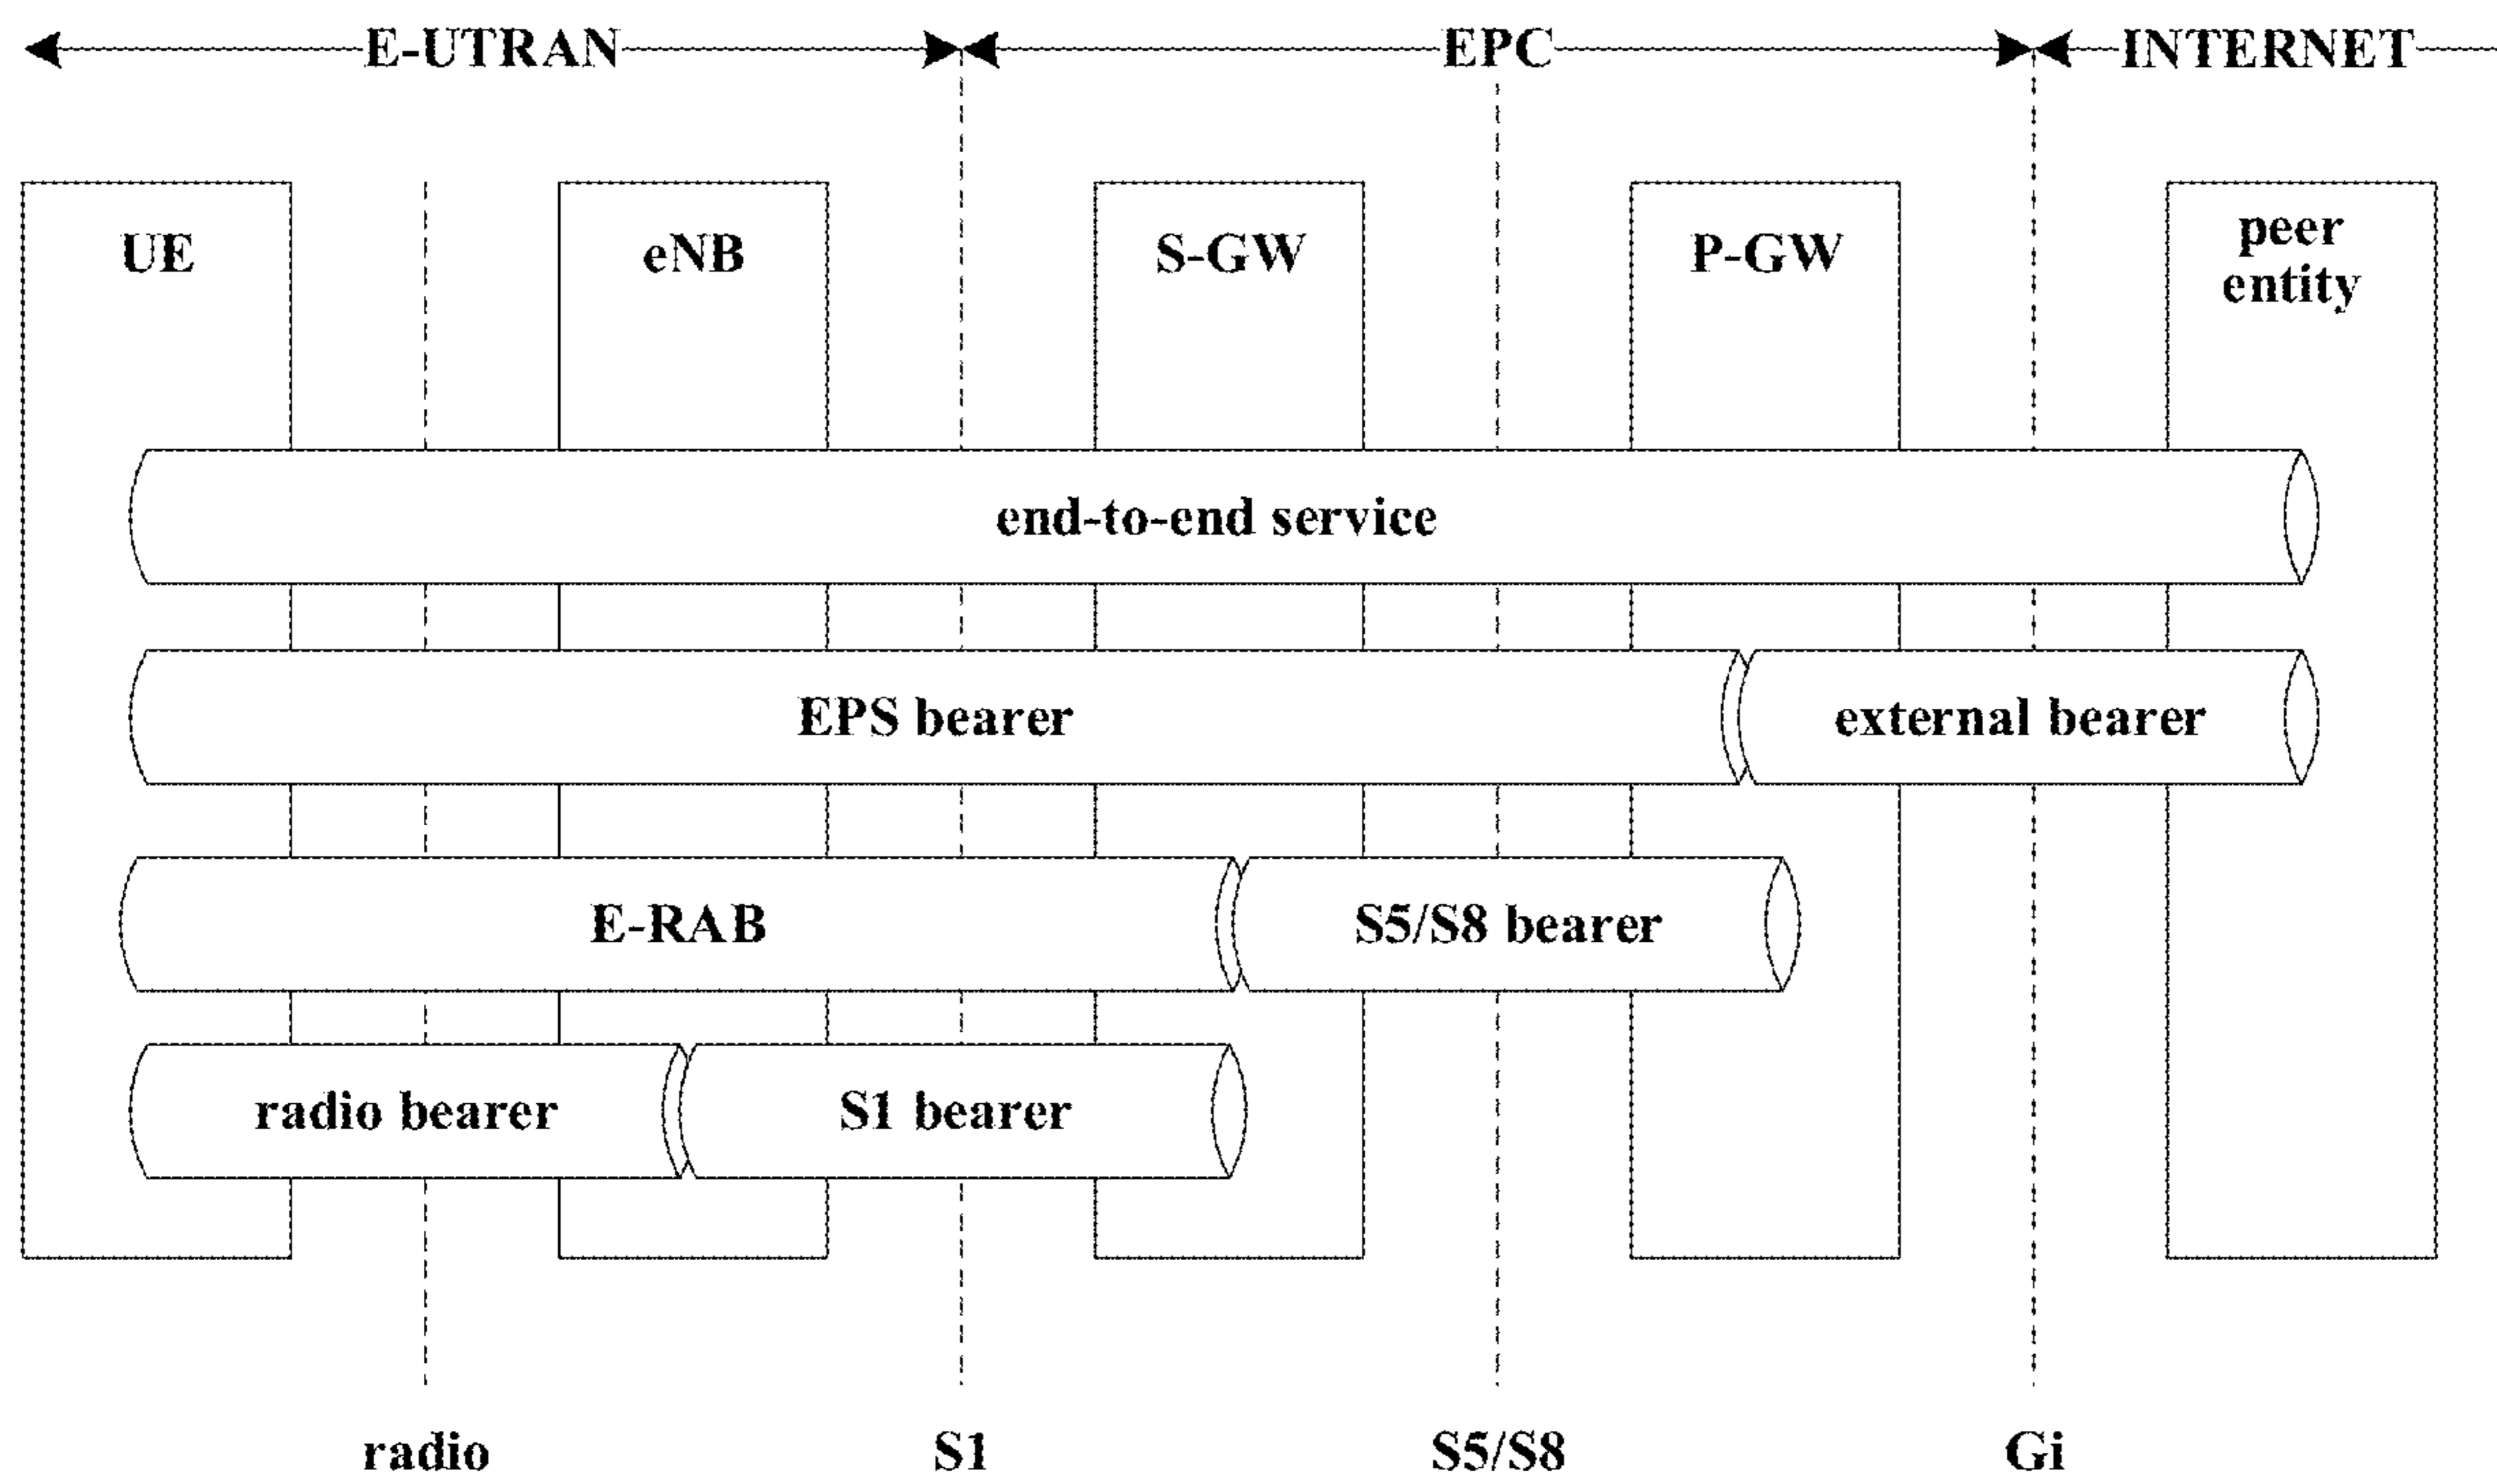 E-UTRAN EPC INTERNET
UE eNB S-GW P-GW peer
entity
end-to-end service
EPS bearer external bearer
E-RAB S5/S8 bearer
radio bearer S1 bearer
radio S1 S5/S8 Gi